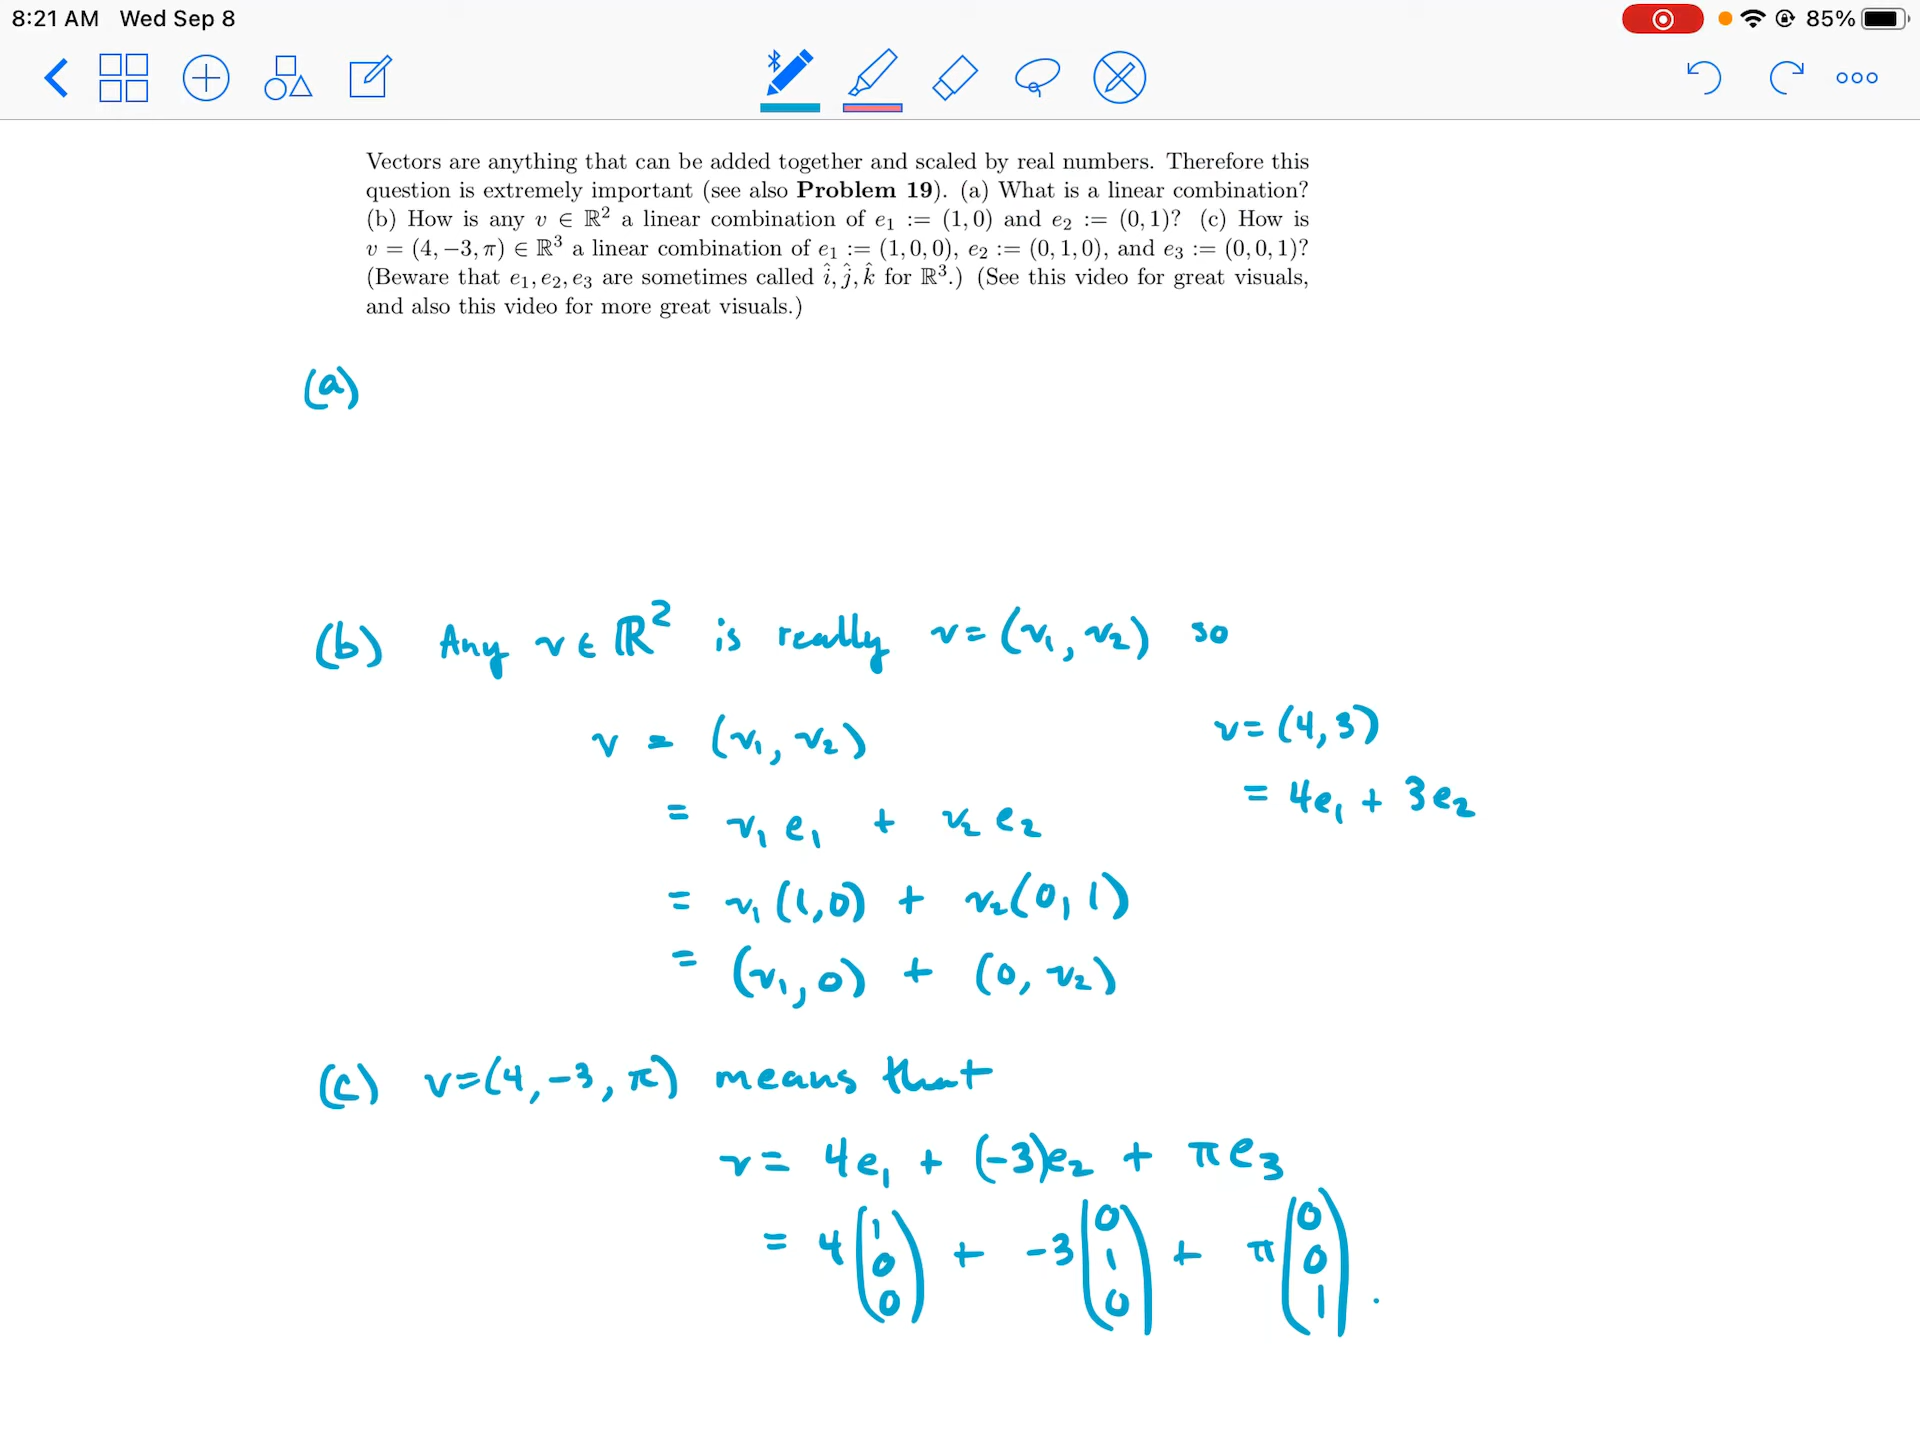 8:21 AM Wed Sep 8 85%
Vectors are anything that can be added together and scaled by real numbers. Therefore this
question is extremely important (see also Problem 19). (a) What is a linear combination?
(b) How is any v ∈ ℝ² a linear combination of e₁ := (1, 0) and e₂ := (0, 1)? (c) How is
v = (4, −3, π) ∈ ℝ³ a linear combination of e₁ := (1, 0, 0), e₂ := (0, 1, 0), and e₃ := (0, 0, 1)?
(Beware that e₁, e₂, e₃ are sometimes called î, ĵ, k̂ for ℝ³.) (See this video for great visuals,
and also this video for more great visuals.)
(a)
(b) Any v ∈ ℝ² is really v = (v₁, v₂) so
v = (v₁, v₂)
= v₁ e₁ + v₂ e₂
= v₁ (1, 0) + v₂ (0, 1)
= (v₁, 0) + (0, v₂)
v = (4, 3)
= 4e₁ + 3e₂
(c) v = (4, −3, π) means that
v = 4e₁ + (−3)e₂ + πe₃
= 4 (1 0 0) + −3 (0 1 0) + π (0 0 1) .